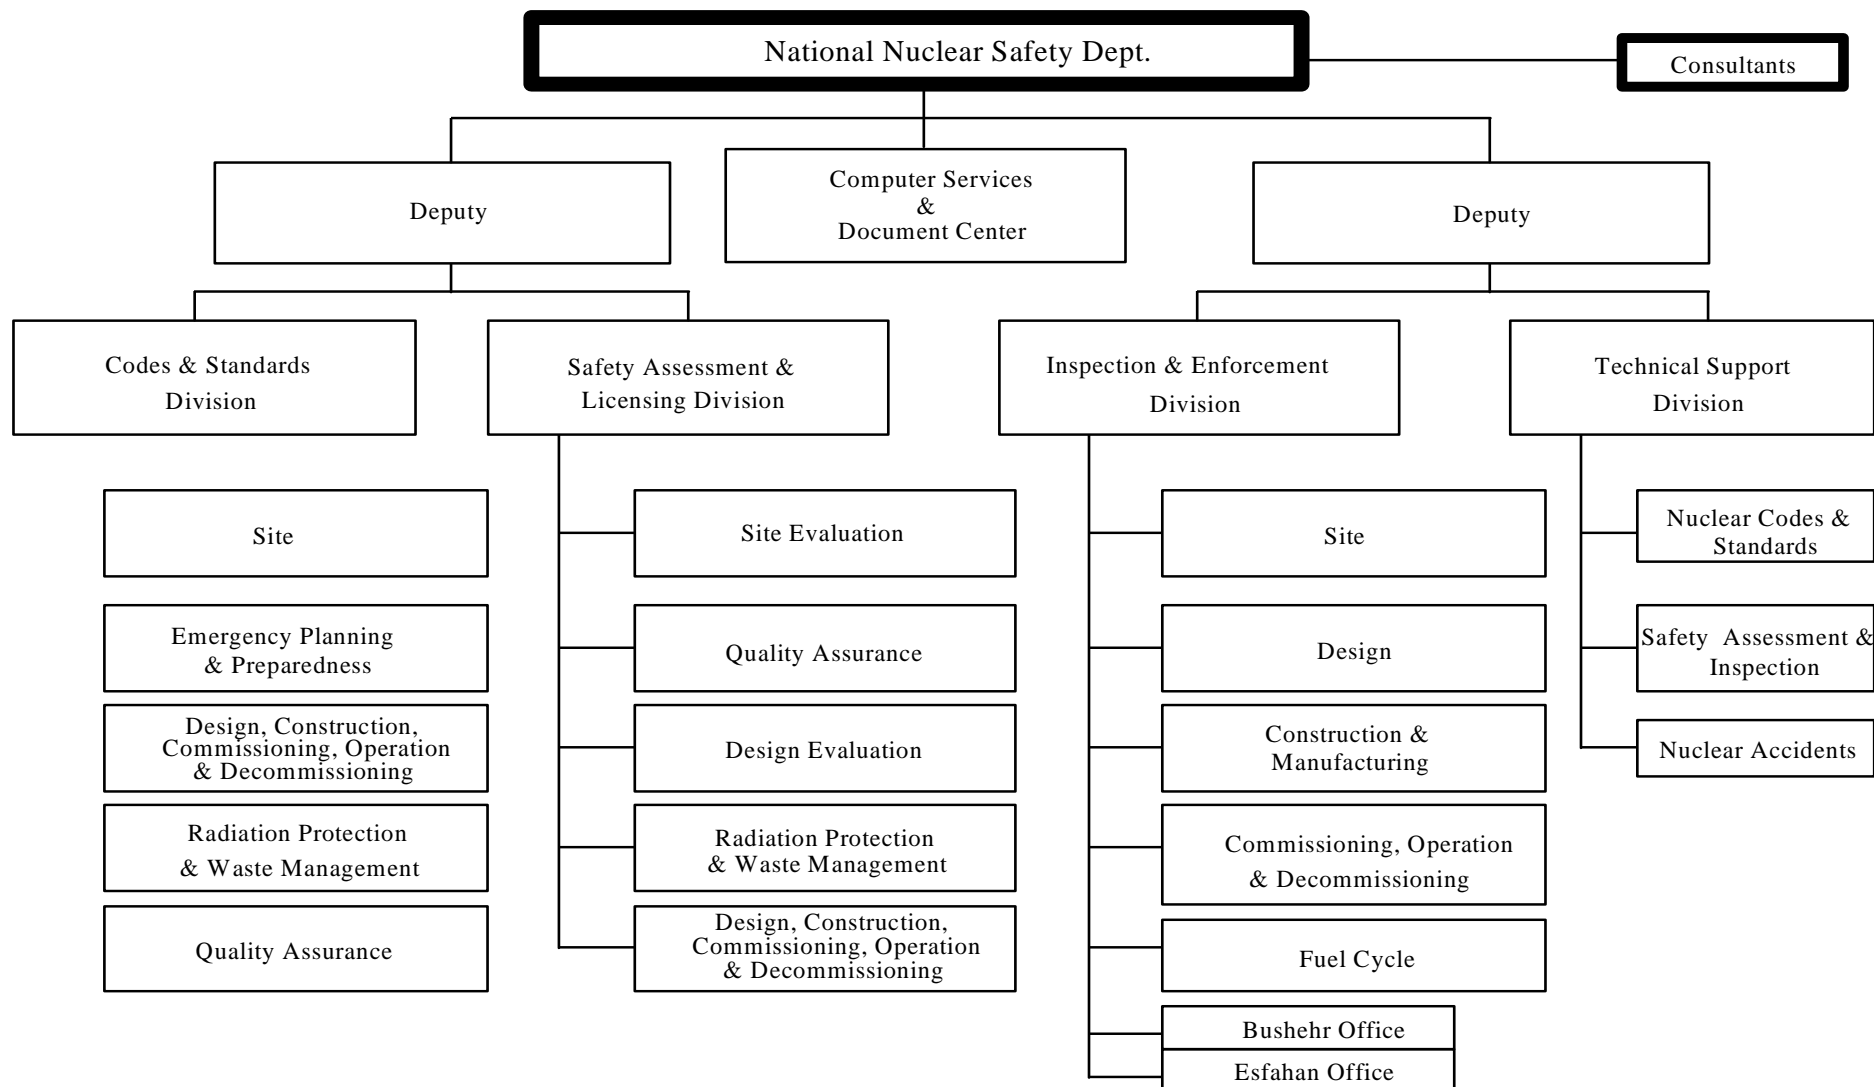 National Nuclear Safety Dept.
Consultants
Deputy
Computer Services
&
Document Center
Deputy
Codes & Standards
Division
Safety Assessment &
Licensing Division
Inspection & Enforcement
Division
Technical Support
Division
Site
Emergency Planning
& Preparedness
Design, Construction,
Commissioning, Operation
& Decommissioning
Radiation Protection
& Waste Management
Quality Assurance
Site Evaluation
Quality Assurance
Design Evaluation
Radiation Protection
& Waste Management
Design, Construction,
Commissioning, Operation
& Decommissioning
Site
Design
Construction &
Manufacturing
Commissioning, Operation
& Decommissioning
Fuel Cycle
Bushehr Office
Esfahan Office
Nuclear Codes &
Standards
Safety Assessment &
Inspection
Nuclear Accidents